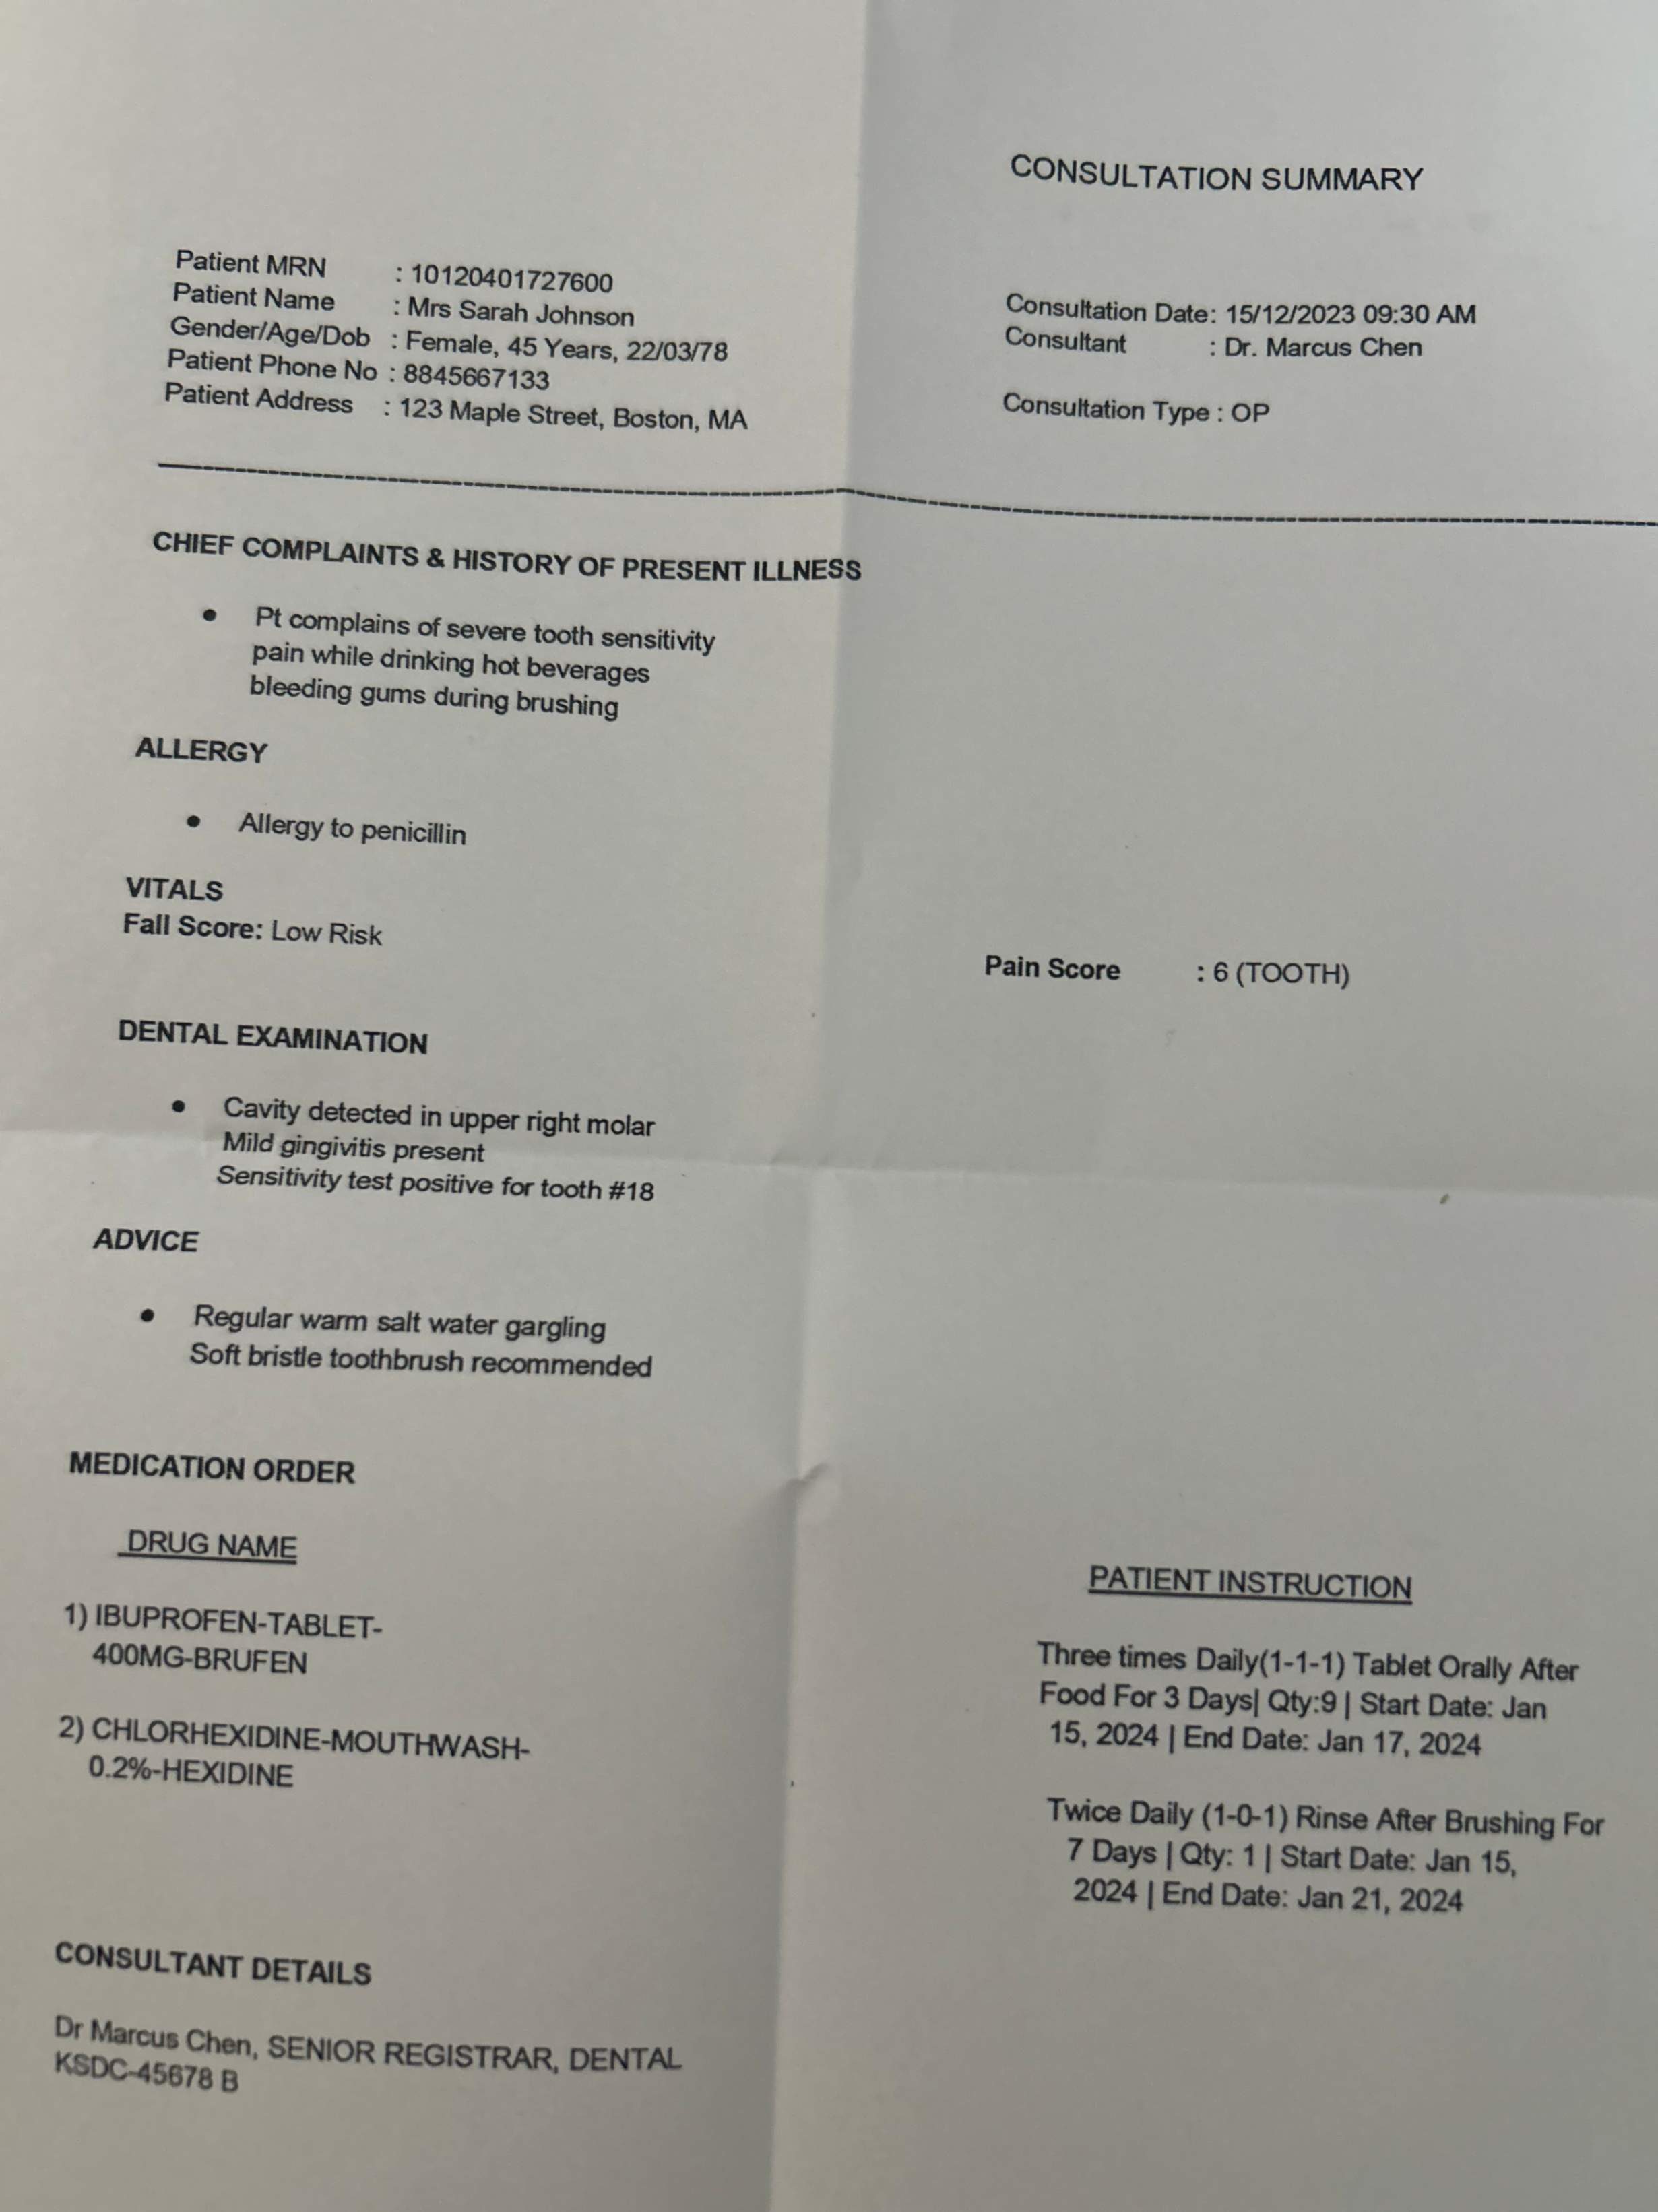 CONSULTATION SUMMARY
Patient MRN : 10120401727600
Patient Name : Mrs Sarah Johnson
Gender/Age/Dob : Female, 45 Years, 22/03/78
Patient Phone No : 8845667133
Patient Address : 123 Maple Street, Boston, MA
Consultation Date: 15/12/2023 09:30 AM
Consultant : Dr. Marcus Chen
Consultation Type : OP
CHIEF COMPLAINTS & HISTORY OF PRESENT ILLNESS
• Pt complains of severe tooth sensitivity
pain while drinking hot beverages
bleeding gums during brushing
ALLERGY
• Allergy to penicillin
VITALS
Fall Score: Low Risk
Pain Score : 6 (TOOTH)
DENTAL EXAMINATION
• Cavity detected in upper right molar
Mild gingivitis present
Sensitivity test positive for tooth #18
ADVICE
• Regular warm salt water gargling
Soft bristle toothbrush recommended
MEDICATION ORDER
DRUG NAME
1) IBUPROFEN-TABLET-
400MG-BRUFEN
2) CHLORHEXIDINE-MOUTHWASH-
0.2%-HEXIDINE
PATIENT INSTRUCTION
Three times Daily(1-1-1) Tablet Orally After
Food For 3 Days| Qty:9 | Start Date: Jan
15, 2024 | End Date: Jan 17, 2024
Twice Daily (1-0-1) Rinse After Brushing For
7 Days | Qty: 1 | Start Date: Jan 15,
2024 | End Date: Jan 21, 2024
CONSULTANT DETAILS
Dr Marcus Chen, SENIOR REGISTRAR, DENTAL
KSDC-45678 B